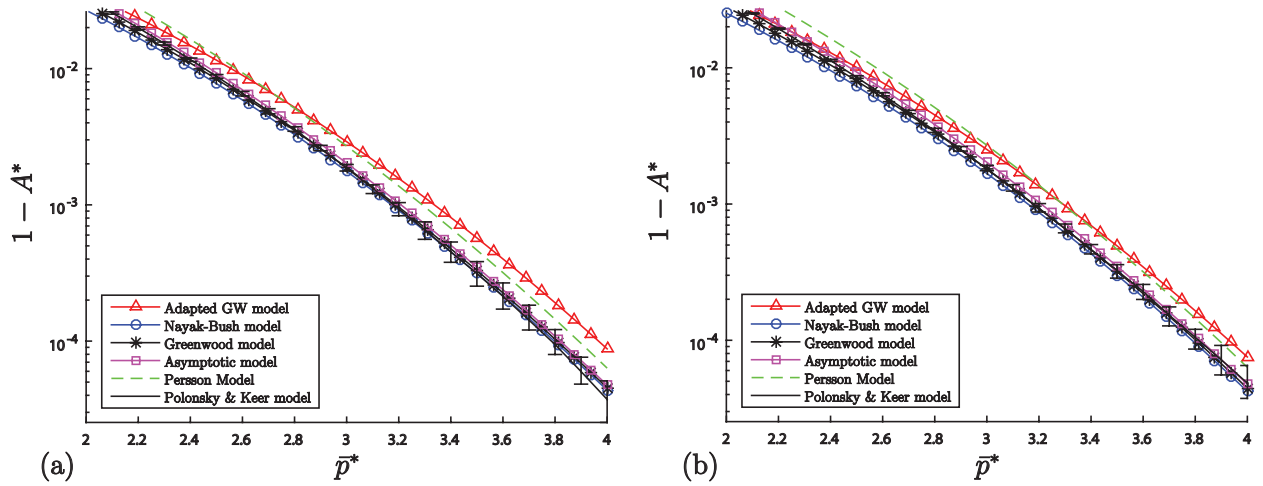 10^-2
10^-3
10^-4
1 − A*
Adapted GW model
Nayak-Bush model
Greenwood model
Asymptotic model
Persson Model
Polonsky & Keer model
2 2.2 2.4 2.6 2.8 3 3.2 3.4 3.6 3.8 4
(a) p̄*
10^-2
10^-3
10^-4
1 − A*
Adapted GW model
Nayak-Bush model
Greenwood model
Asymptotic model
Persson Model
Polonsky & Keer model
2 2.2 2.4 2.6 2.8 3 3.2 3.4 3.6 3.8 4
(b) p̄*